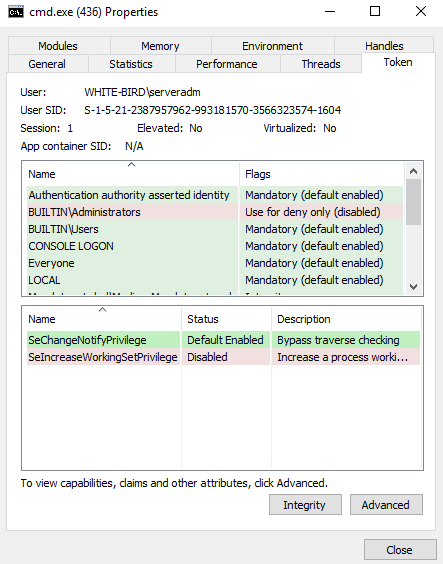 cmd.exe (436) Properties
Modules Memory Environment Handles
General Statistics Performance Threads Token
User: WHITE-BIRD\serveradm
User SID: S-1-5-21-2387957962-993181570-3566323574-1604
Session: 1 Elevated: No Virtualized: No
App container SID: N/A
Name Flags
Authentication authority asserted identity Mandatory (default enabled)
BUILTIN\Administrators Use for deny only (disabled)
BUILTIN\Users Mandatory (default enabled)
CONSOLE LOGON Mandatory (default enabled)
Everyone Mandatory (default enabled)
LOCAL Mandatory (default enabled)
Name Status Description
SeChangeNotifyPrivilege Default Enabled Bypass traverse checking
SeIncreaseWorkingSetPrivilege Disabled Increase a process worki...
To view capabilities, claims and other attributes, click Advanced.
Integrity Advanced
Close